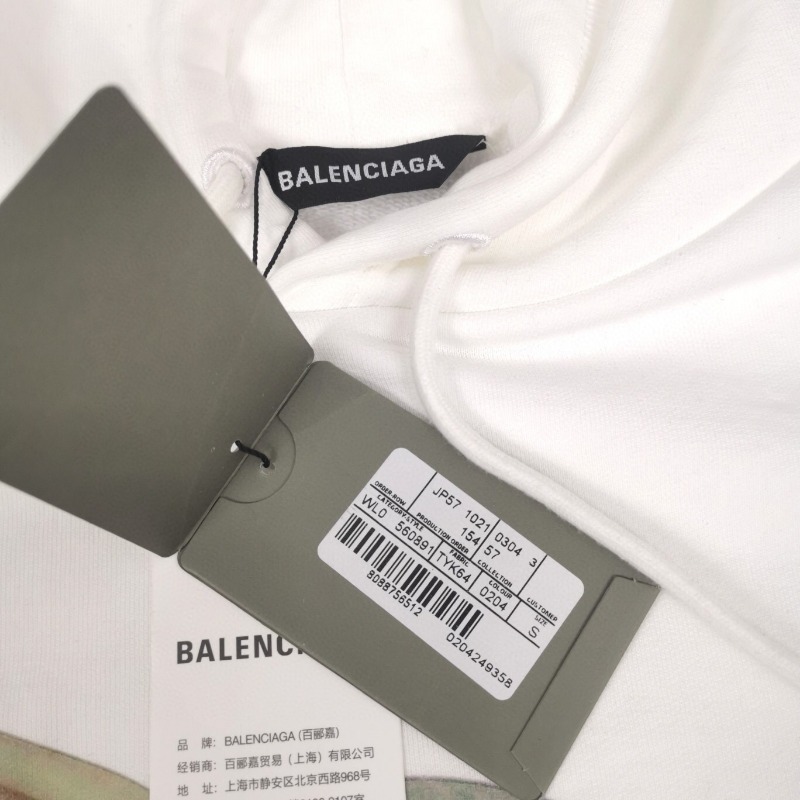 BALENCIAGA
JP57 1021 0304 3
154 57
ORDER ROW PRODUCTION ORDER COLLECTION CUSTOMER
CATEGORY/STYLE FABRIC COLOUR SIZE
WL0 560891 TYK64 0204 S
8088756512 0204249358
BALENC
品 牌: BALENCIAGA (百郦嘉)
经销商: 百郦嘉贸易（上海）有限公司
地 址: 上海市静安区北京西路968号